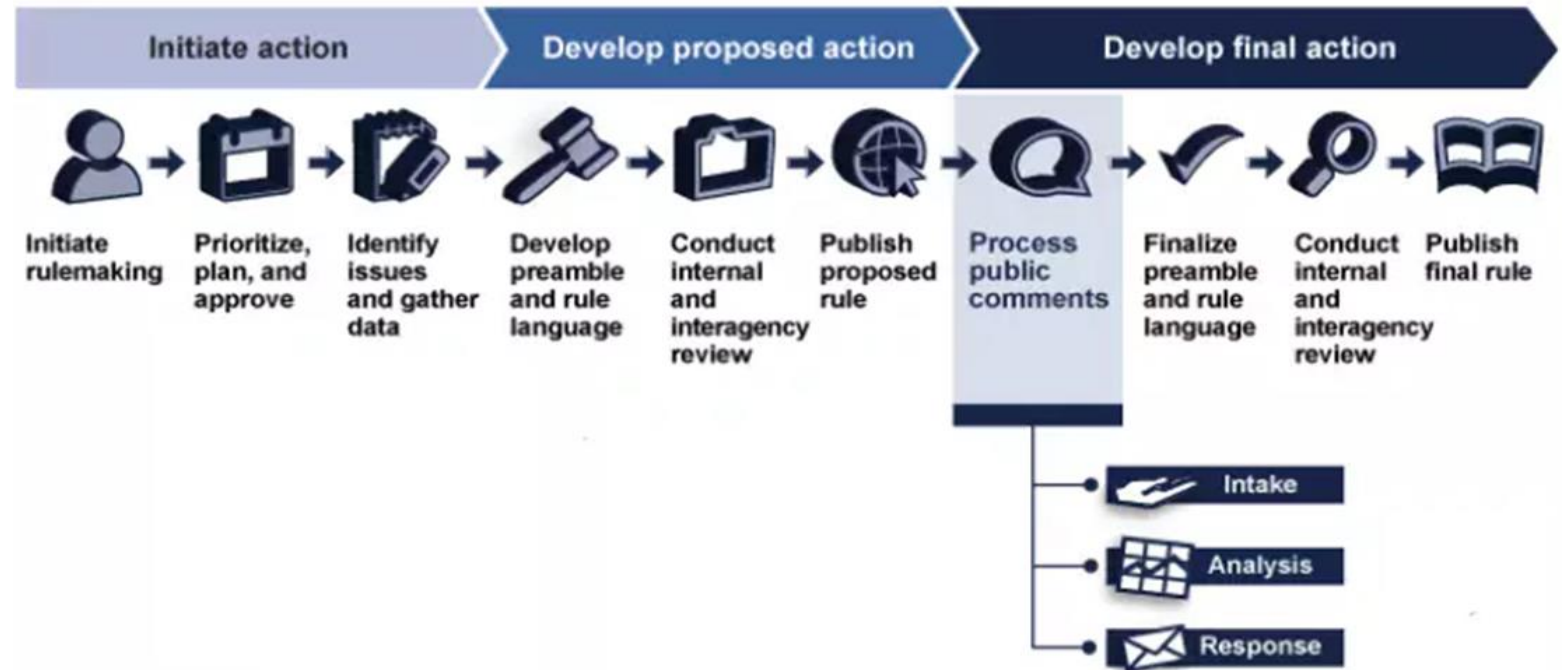 Initiate action
Develop proposed action
Develop final action
Initiate
rulemaking
Prioritize,
plan, and
approve
Identify
issues
and gather
data
Develop
preamble
and rule
language
Conduct
internal
and
interagency
review
Publish
proposed
rule
Process
public
comments
Finalize
preamble
and rule
language
Conduct
internal
and
interagency
review
Publish
final rule
Intake
Analysis
Response